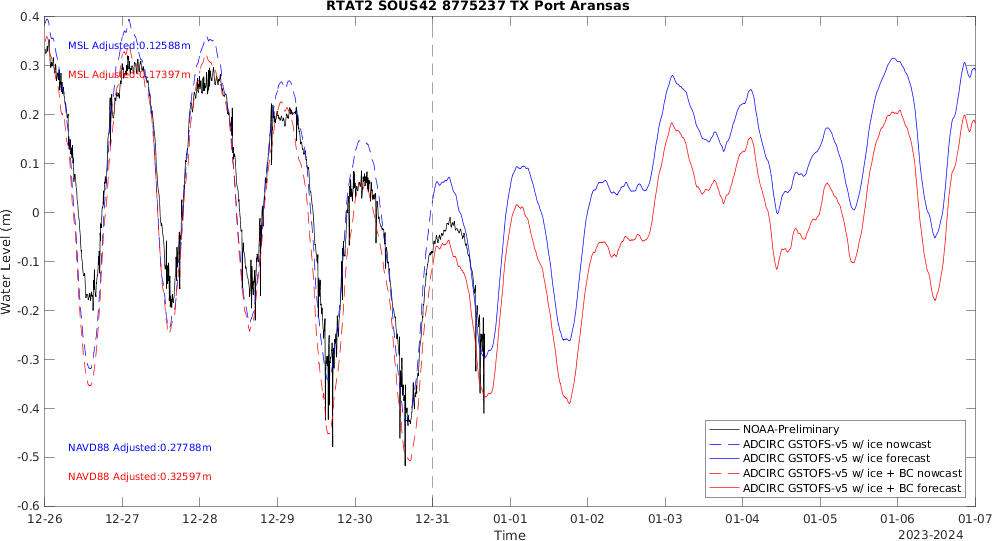 RTAT2 SOUS42 8775237 TX Port Aransas
Water Level (m)
0.4
0.3
0.2
0.1
0
-0.1
-0.2
-0.3
-0.4
-0.5
-0.6
MSL Adjusted:0.12588m
MSL Adjusted:0.17397m
NAVD88 Adjusted:0.27788m
NAVD88 Adjusted:0.32597m
NOAA-Preliminary
ADCIRC GSTOFS-v5 w/ ice nowcast
ADCIRC GSTOFS-v5 w/ ice forecast
ADCIRC GSTOFS-v5 w/ ice + BC nowcast
ADCIRC GSTOFS-v5 w/ ice + BC forecast
12-26 12-27 12-28 12-29 12-30 12-31 01-01 01-02 01-03 01-04 01-05 01-06 01-07
Time
2023-2024